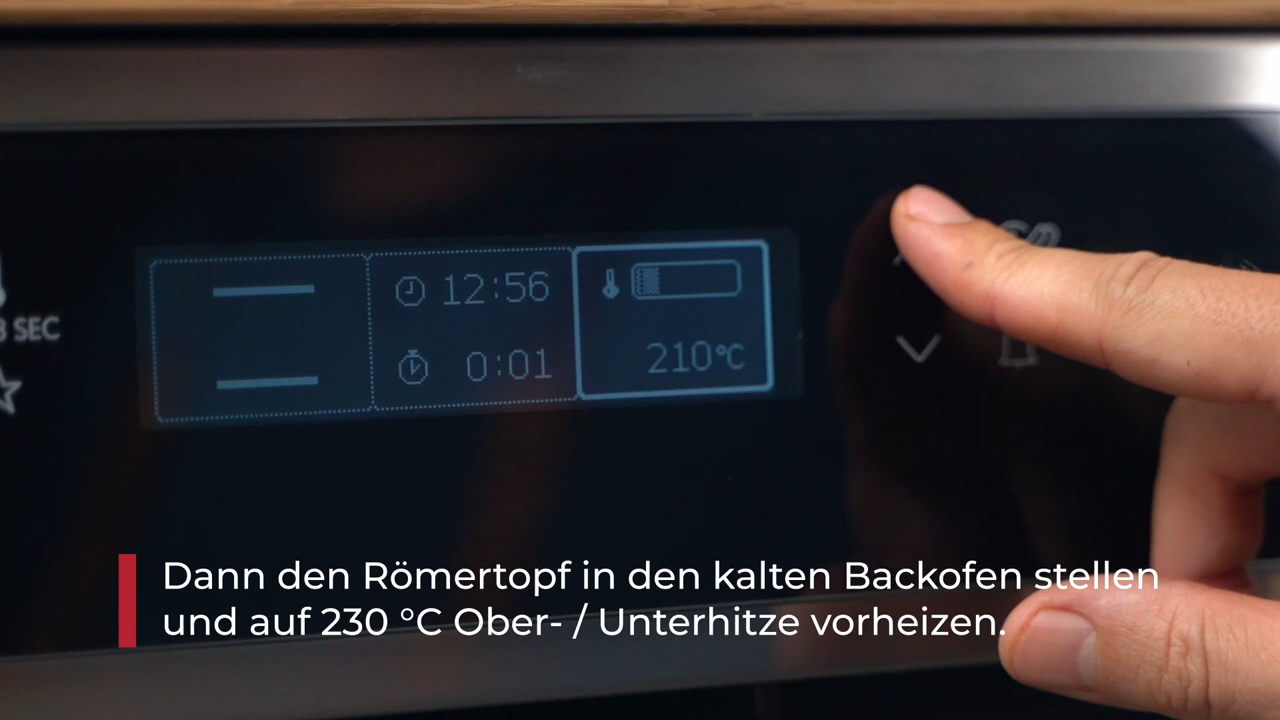 3 SEC
12:56
0:01
210°C
Dann den Römertopf in den kalten Backofen stellen
und auf 230 °C Ober- / Unterhitze vorheizen.